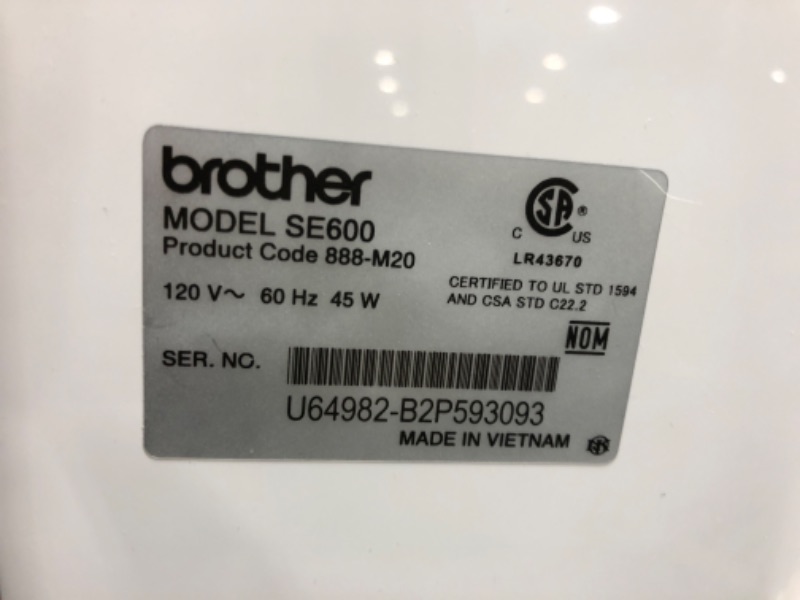 brother
MODEL SE600
Product Code 888-M20
120 V~ 60 Hz 45 W
SA ®
C US
LR43670
CERTIFIED TO UL STD 1594
AND CSA STD C22.2
NOM
SER. NO.
U64982-B2P593093
MADE IN VIETNAM